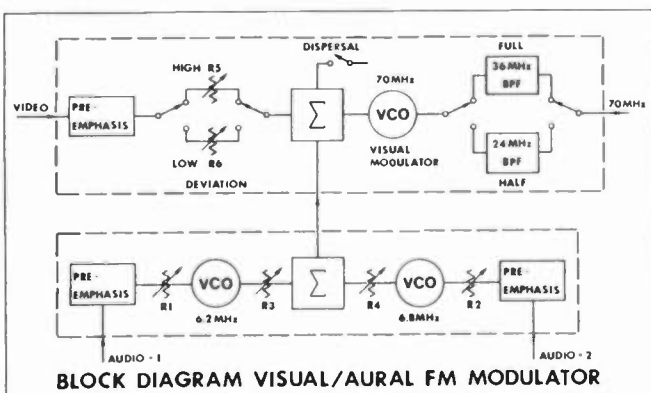 DISPERSAL
FULL
HIGH R5
70MHz
36MHz
BPF
VIDEO
PRE-
EMPHASIS
Σ
VCO
70MHz
VISUAL
MODULATOR
LOW R6
24MHz
BPF
DEVIATION
HALF
PRE-
EMPHASIS
R1
VCO
R3
Σ
R4
VCO
R2
PRE-
EMPHASIS
6.2MHz
6.8MHz
AUDIO-1
AUDIO-2
BLOCK DIAGRAM VISUAL/AURAL FM MODULATOR